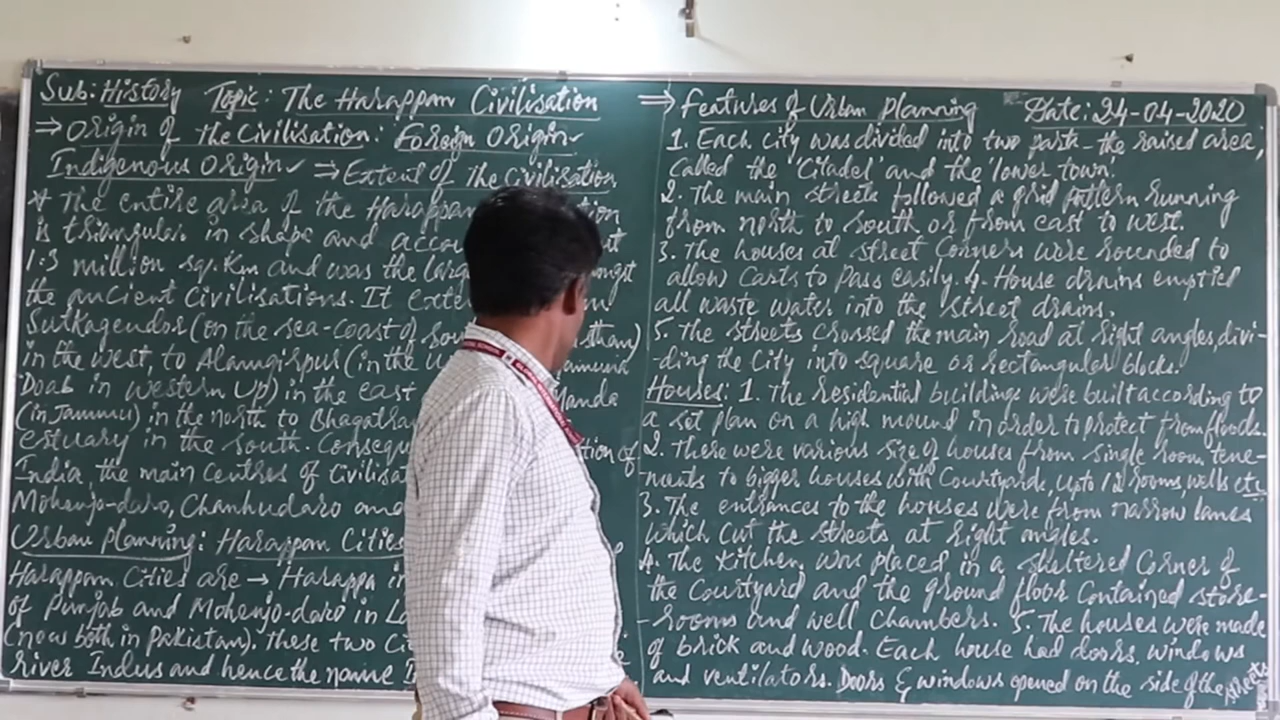 Sub: History Topic: The Harappan Civilisation
⇒ Origin of the Civilisation: Foreign Origin
Indigenous Origin ⇒ Extent of The Civilisation
* The entire area of the Harappan
is triangular in shape and
1.3 million sq. Km and was the
the ancient Civilisations. It
Sutkagendor (on the sea-coast of
in the west, to Alamgirpur (in the
Doab in western UP) in the east Manda
(in Jammu) in the north to
estuary in the south.
India the main centres of
Mohenjo-daro, Chanhudaro and
Urban Planning: Harappan Cities
Harappan Cities are → Harappa
of Punjab and Mohenjo-daro in
(now both in Pakistan). These two
river Indus and hence the name
⇒ Features of Urban Planning Date: 24-04-2020
1. Each City was divided into two parts - the raised area,
called the 'Citadel' and the 'lower town'.
2. The main streets followed a grid pattern running
from north to south or from east to west.
3. The houses at street Corners were rounded to
allow Carts to pass easily. 4. House drains emptied
all waste water into the street drains.
5. The streets crossed the main road at right angles, divi-
-ding the City into square or rectangular blocks.
Houses: 1. The residential buildings were built according to
a set plan on a high mound in order to protect from floods.
2. There were various size of houses from single room tene-
-ments to bigger houses with Courtyards, upto 12 rooms, wells etc.
3. The entrances to the houses were from narrow lanes
which cut the streets at right angles.
4. The Kitchen was placed in a sheltered Corner of
the Courtyard and the ground floor Contained store-
-rooms and well Chambers. 5. The houses were made
of brick and wood. Each house had doors, windows
and ventilators. Doors & windows opened on the side of the streets